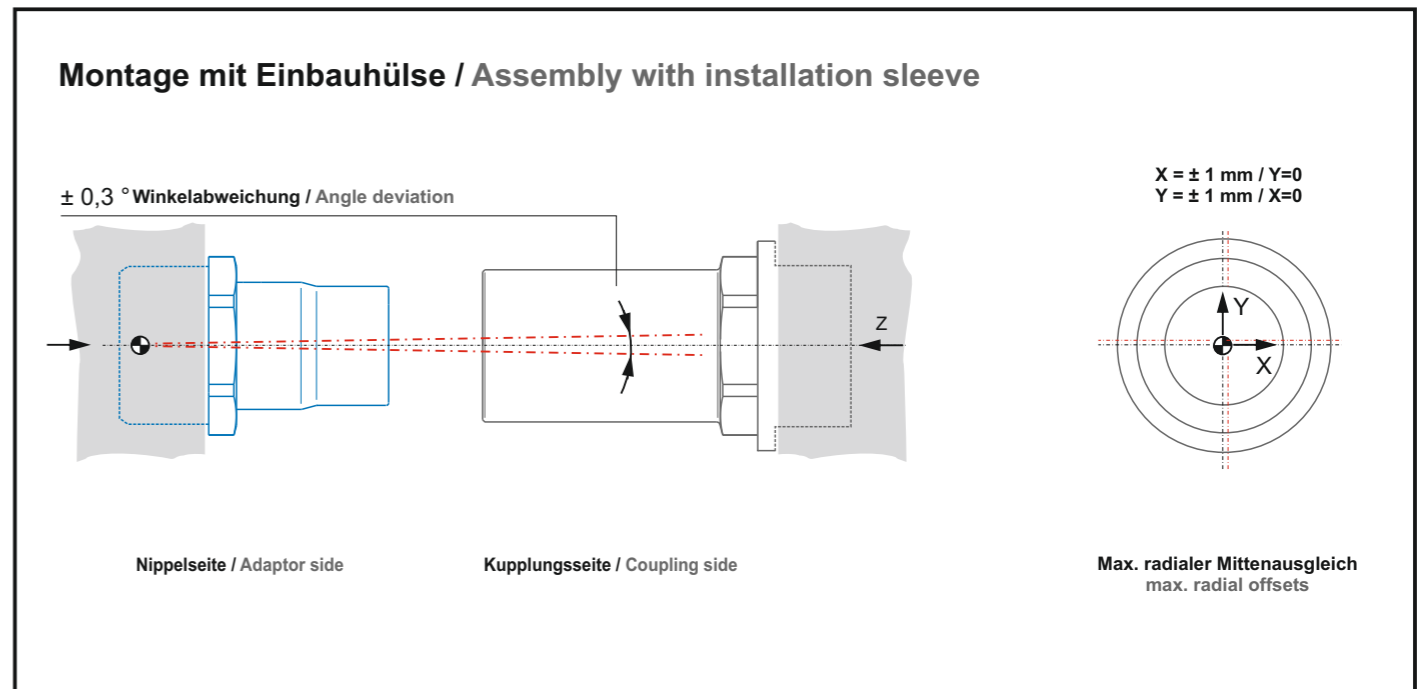 Montage mit Einbauhülse / Assembly with installation sleeve
± 0,3 ° Winkelabweichung / Angle deviation
X = ± 1 mm / Y=0
Y = ± 1 mm / X=0
Z
Y
X
Nippelseite / Adaptor side
Kupplungsseite / Coupling side
Max. radialer Mittenausgleich
max. radial offsets